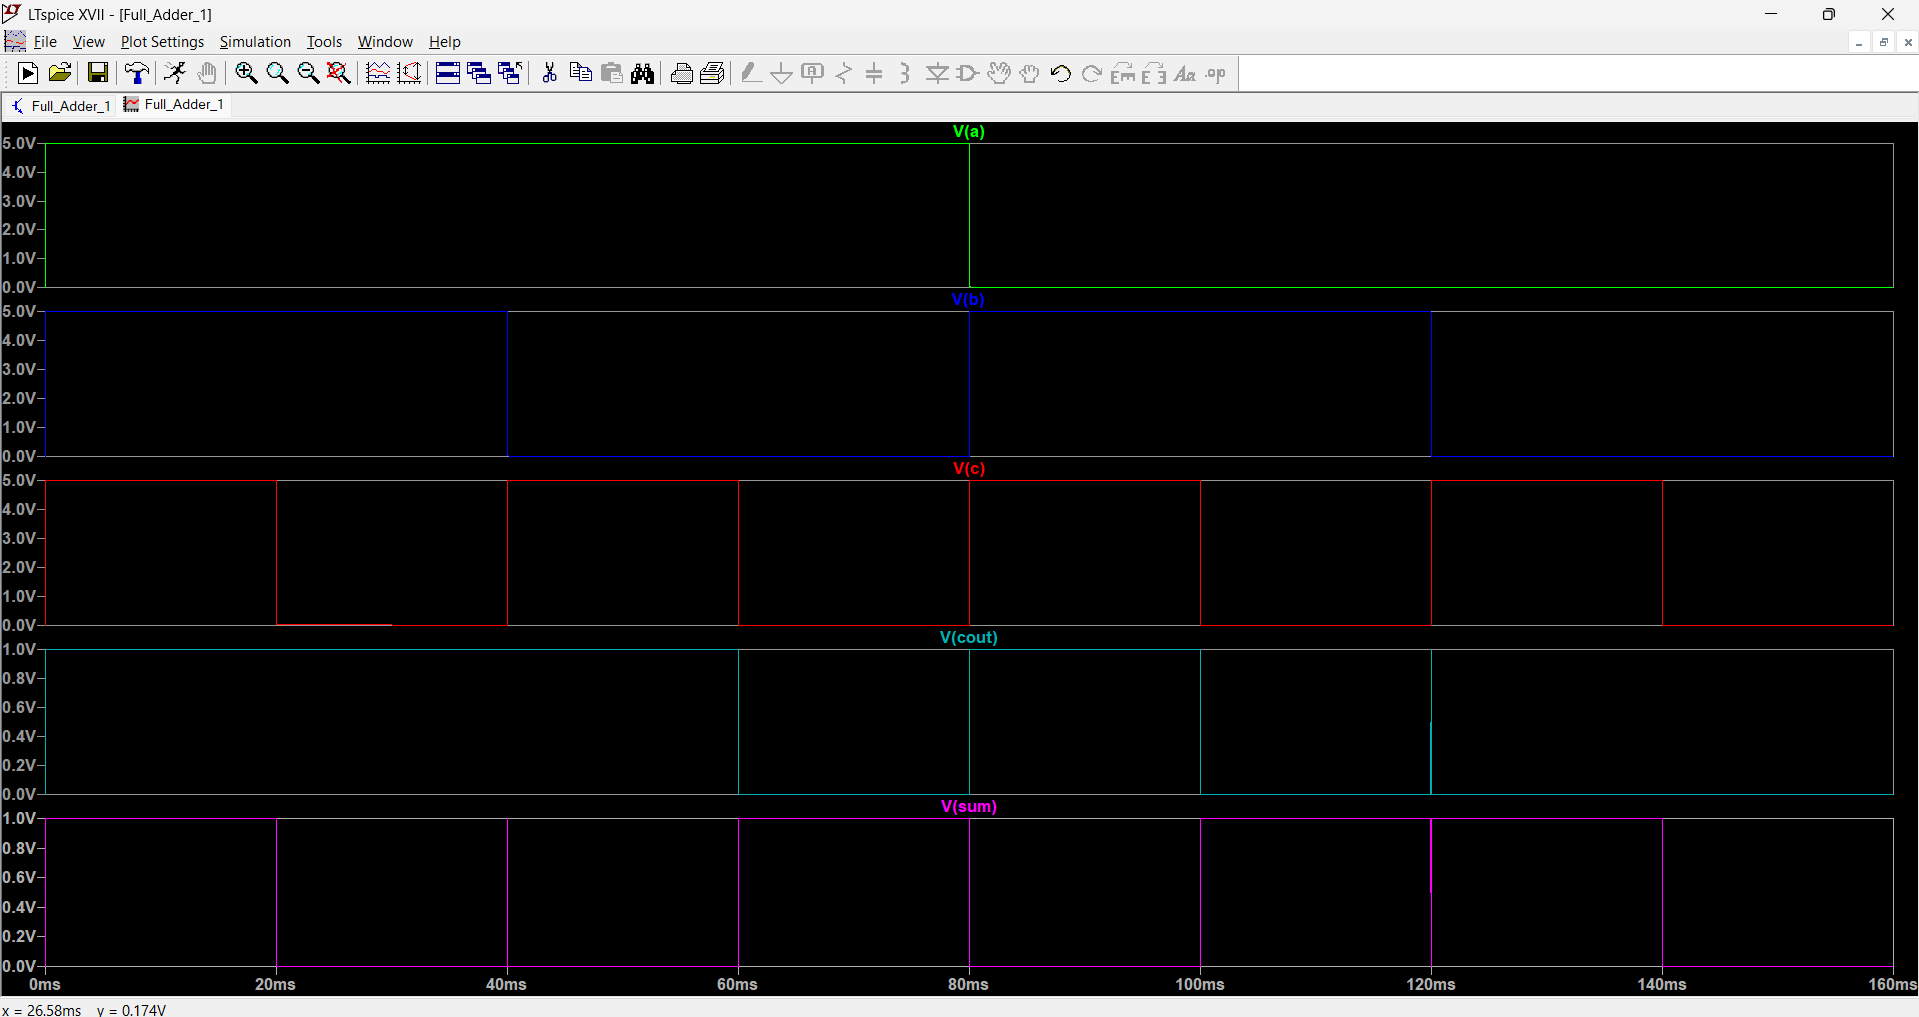 LTspice XVII - [Full_Adder_1]
File View Plot Settings Simulation Tools Window Help
Full_Adder_1 Full_Adder_1
V(a)
5.0V
4.0V
3.0V
2.0V
1.0V
0.0V
V(b)
5.0V
4.0V
3.0V
2.0V
1.0V
0.0V
V(c)
5.0V
4.0V
3.0V
2.0V
1.0V
0.0V
V(cout)
1.0V
0.8V
0.6V
0.4V
0.2V
0.0V
V(sum)
1.0V
0.8V
0.6V
0.4V
0.2V
0.0V
0ms 20ms 40ms 60ms 80ms 100ms 120ms 140ms 160ms
x = 26.58ms y = 0.174V